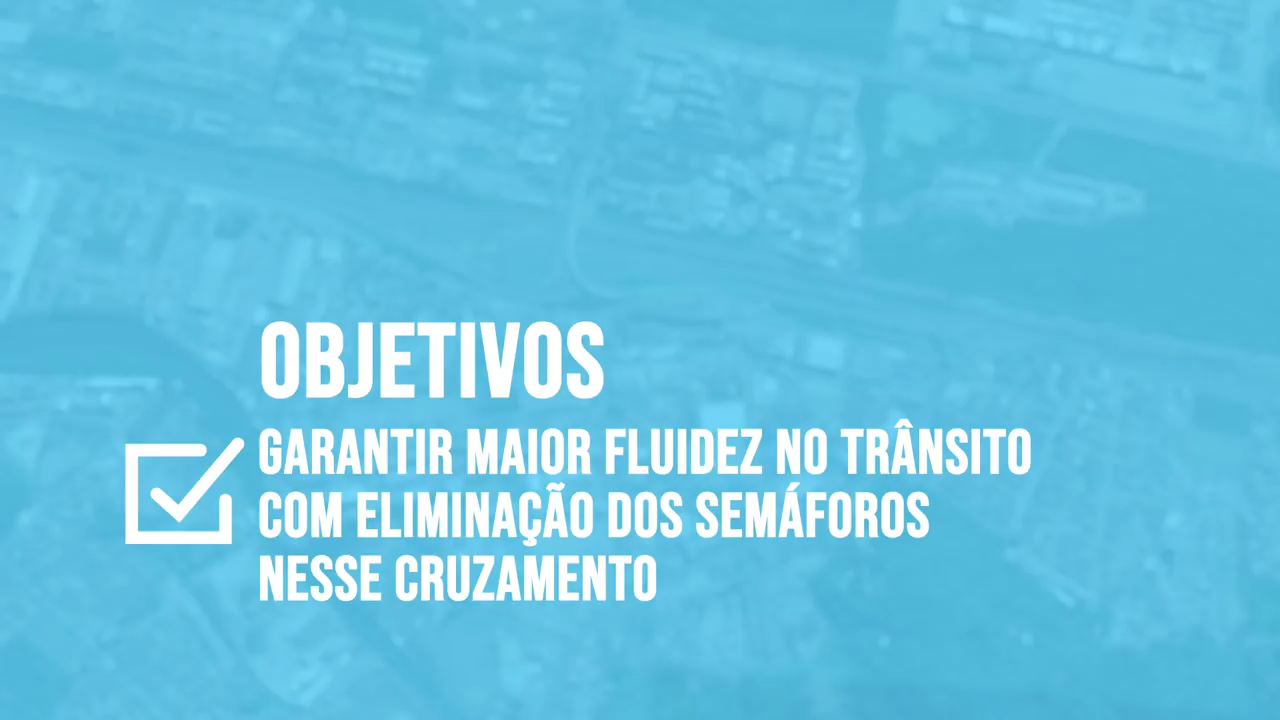 OBJETIVOS
GARANTIR MAIOR FLUIDEZ NO TRÂNSITO
COM ELIMINAÇÃO DOS SEMÁFOROS
NESSE CRUZAMENTO